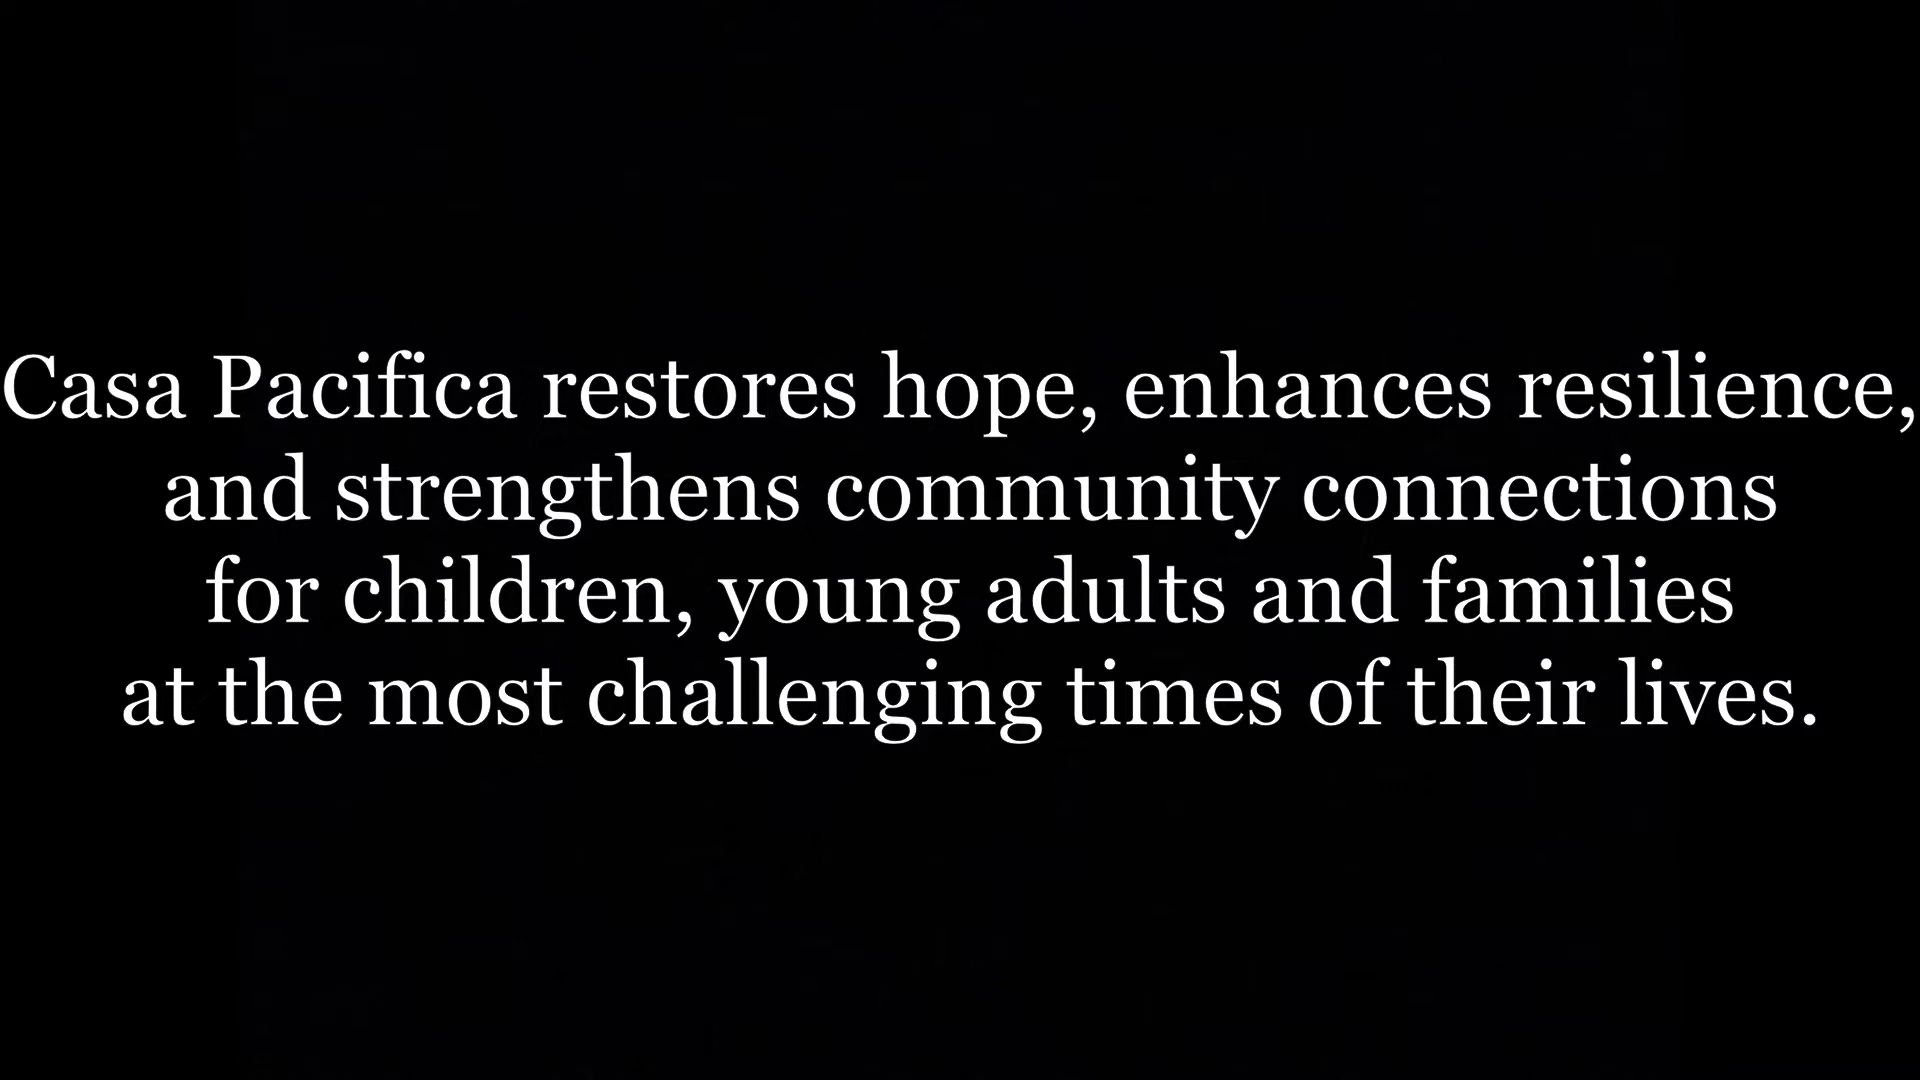 Casa Pacifica restores hope, enhances resilience,
and strengthens community connections
for children, young adults and families
at the most challenging times of their lives.